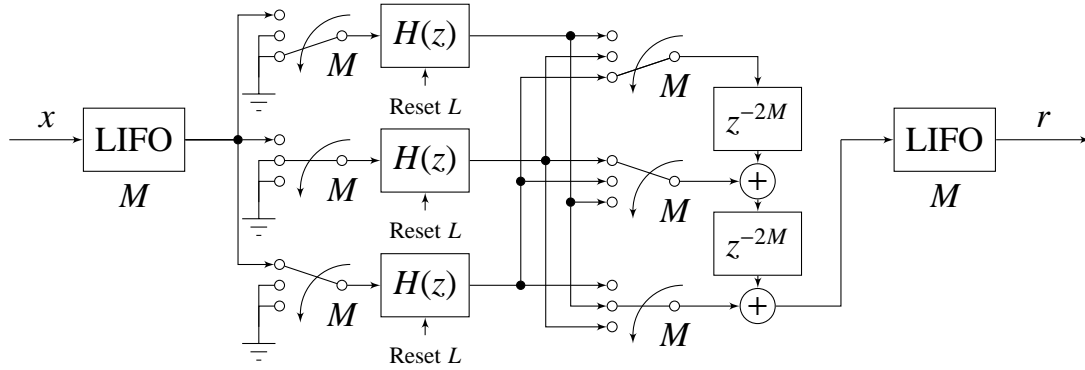 H(z)
M
M
Reset L
x
LIFO
M
z^{-2M}
LIFO
M
r
H(z)
M
+
M
Reset L
z^{-2M}
H(z)
M
+
M
Reset L